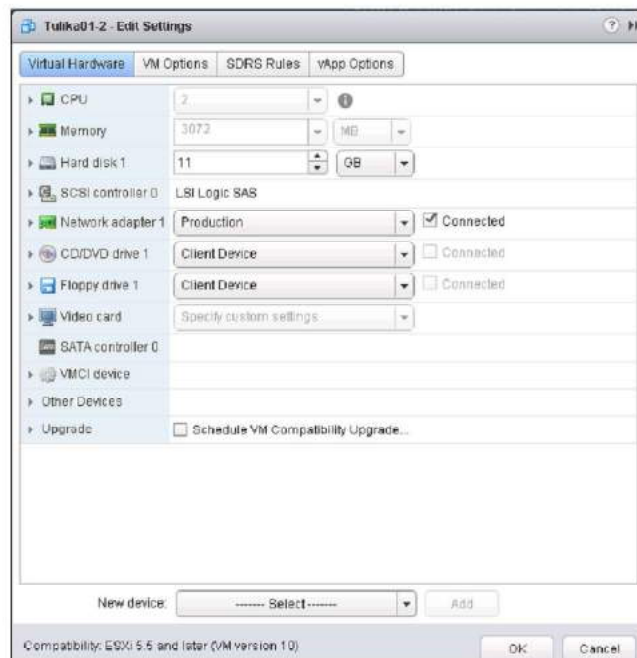 Tulika01-2 - Edit Settings
Virtual Hardware VM Options SDRS Rules vApp Options
CPU 2
Memory 3072 MB
Hard disk 1 11 GB
SCSI controller 0 LSI Logic SAS
Network adapter 1 Production Connected
CD/DVD drive 1 Client Device Connected
Floppy drive 1 Client Device Connected
Video card Specify custom settings
SATA controller 0
VMCI device
Other Devices
Upgrade Schedule VM Compatibility Upgrade...
New device: ------- Select ------- Add
Compatibility: ESXi 5.5 and later (VM version 10) OK Cancel